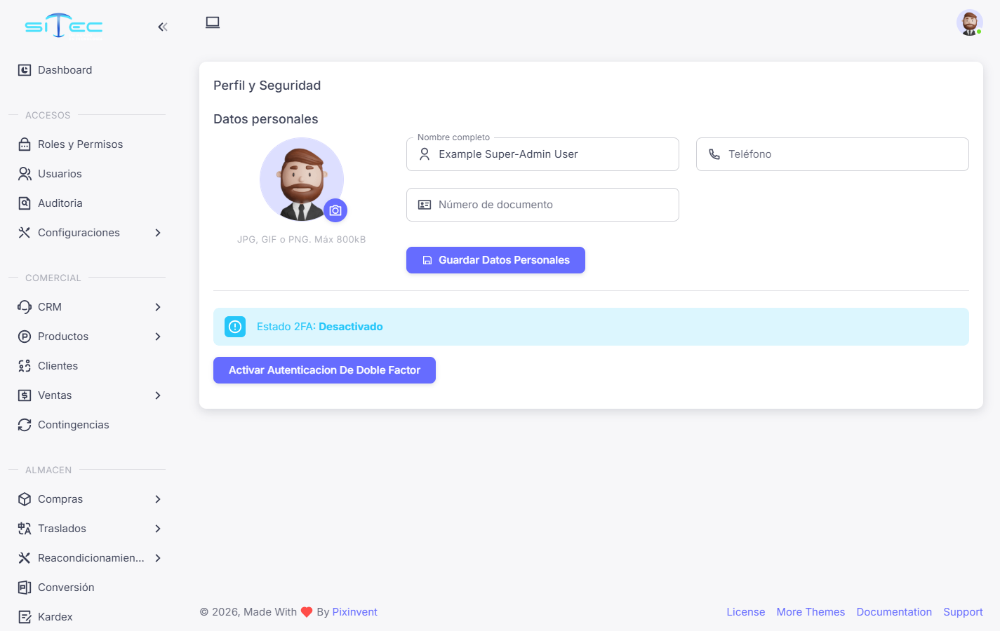 SITEC
Dashboard
ACCESOS
Roles y Permisos
Usuarios
Auditoria
Configuraciones
COMERCIAL
CRM
Productos
Clientes
Ventas
Contingencias
ALMACEN
Compras
Traslados
Reacondicionamien...
Conversión
Kardex
Perfil y Seguridad
Datos personales
JPG, GIF o PNG. Máx 800kB
Nombre completo
Example Super-Admin User
Teléfono
Número de documento
Guardar Datos Personales
Estado 2FA: Desactivado
Activar Autenticacion De Doble Factor
© 2026, Made With ❤️ By Pixinvent
License More Themes Documentation Support